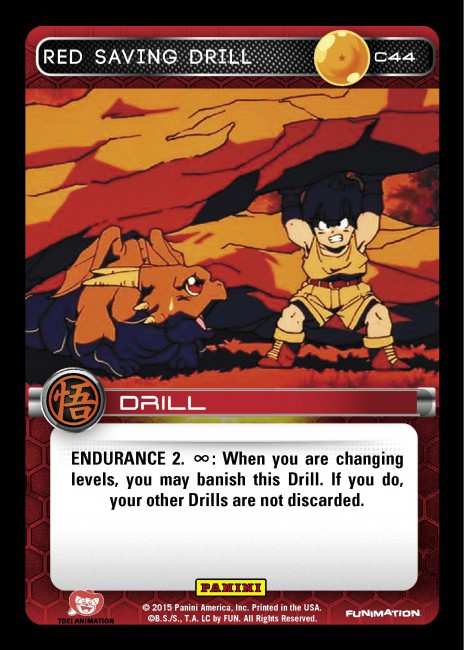 RED SAVING DRILL C44
悟 DRILL
ENDURANCE 2. ∞: When you are changing
levels, you may banish this Drill. If you do,
your other Drills are not discarded.
PANINI
TOEI ANIMATION
© 2015 Panini America, Inc. Printed in the USA.
©B.S./S., T.A. LC by FUN. All Rights Reserved.
FUNIMATION